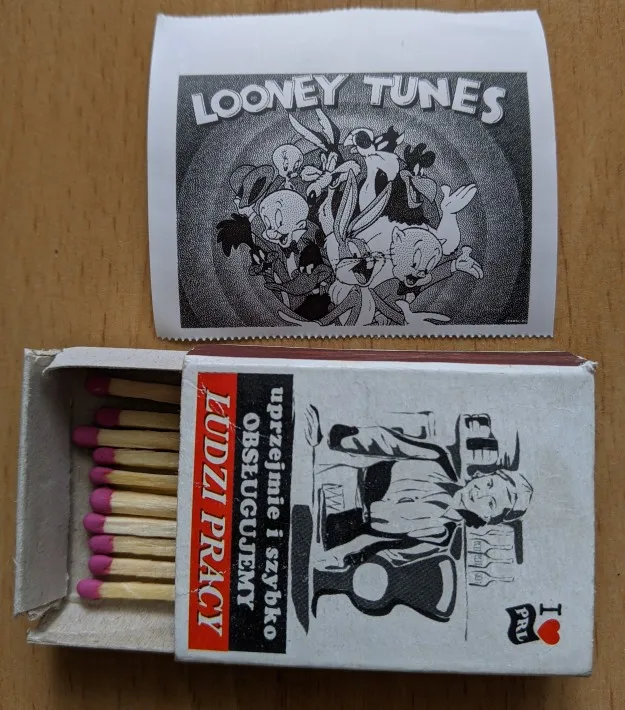 LOONEY TUNES
I ❤
PRL
uprzejmie i szybko
OBSŁUGUJEMY
LUDZI PRACY